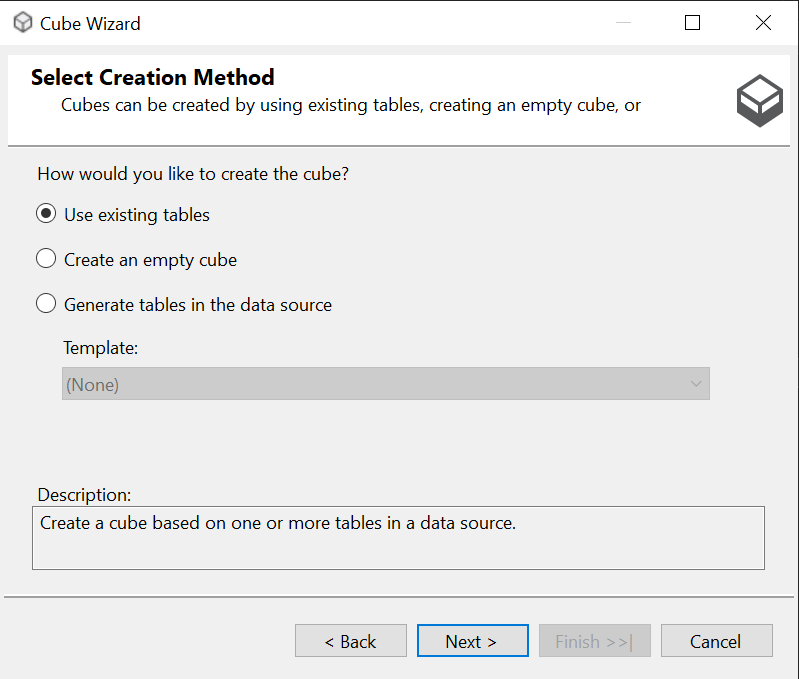 Cube Wizard
Select Creation Method
Cubes can be created by using existing tables, creating an empty cube, or
How would you like to create the cube?
Use existing tables
Create an empty cube
Generate tables in the data source
Template:
(None)
Description:
Create a cube based on one or more tables in a data source.
< Back
Next >
Finish >>|
Cancel